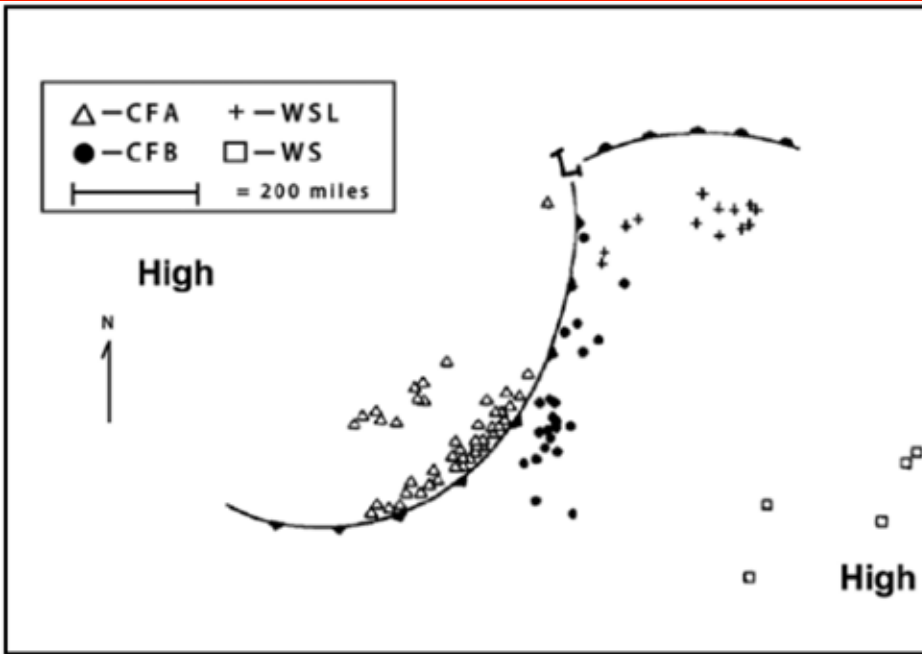 △ — CFA + — WSL
● — CFB □ — WS
= 200 miles
High
N
L
High